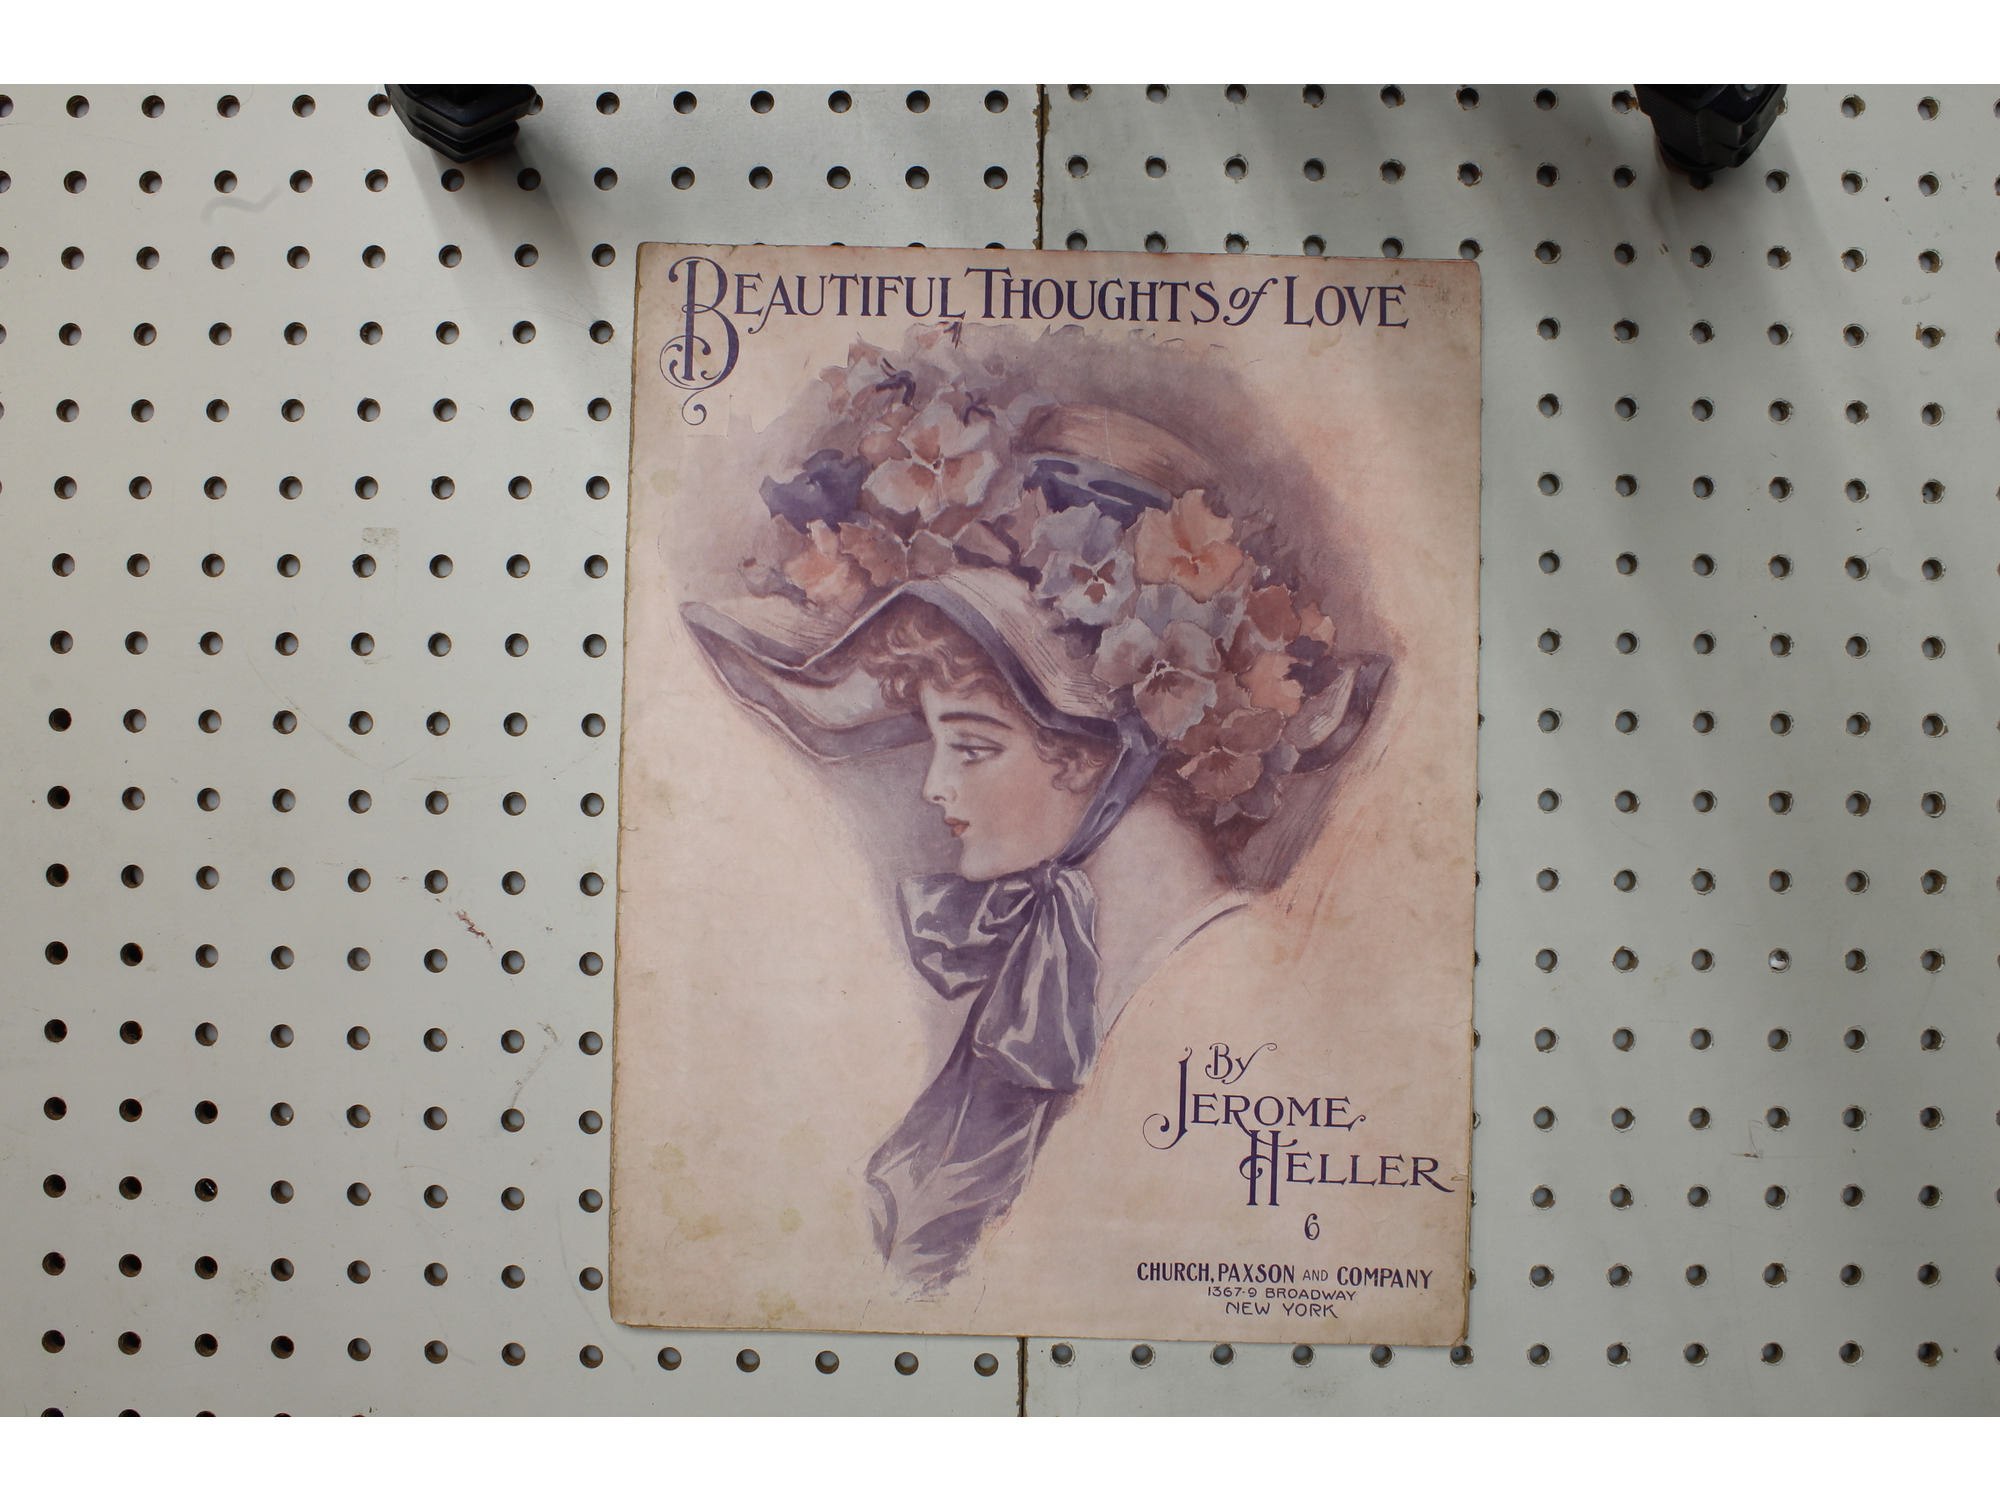 BEAUTIFUL THOUGHTS of LOVE
By
JEROME
HELLER
6
CHURCH, PAXSON AND COMPANY
1367-9 BROADWAY
NEW YORK